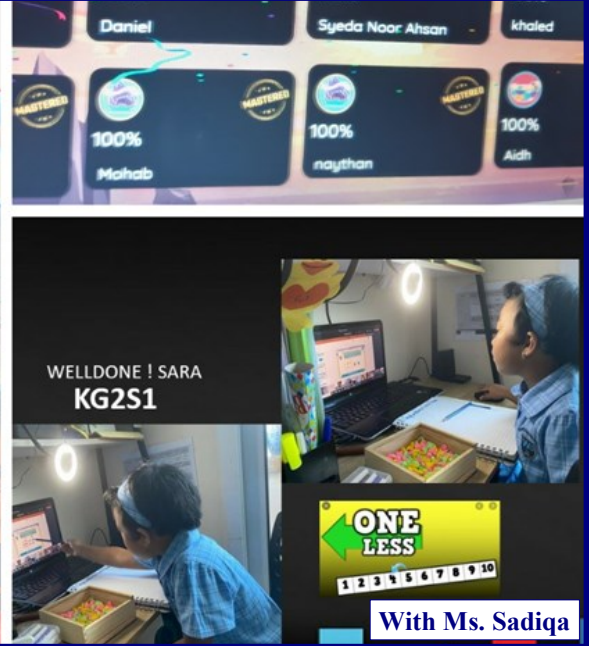 Daniel
Syeda Noor Ahsan
khaled
MASTERED
MASTERED
MASTERED
100%
100%
100%
Mahab
naythan
Aidh
WELLDONE ! SARA
KG2S1
ONE
LESS
1 2 3 4 5 6 7 8 9 10
With Ms. Sadiqa